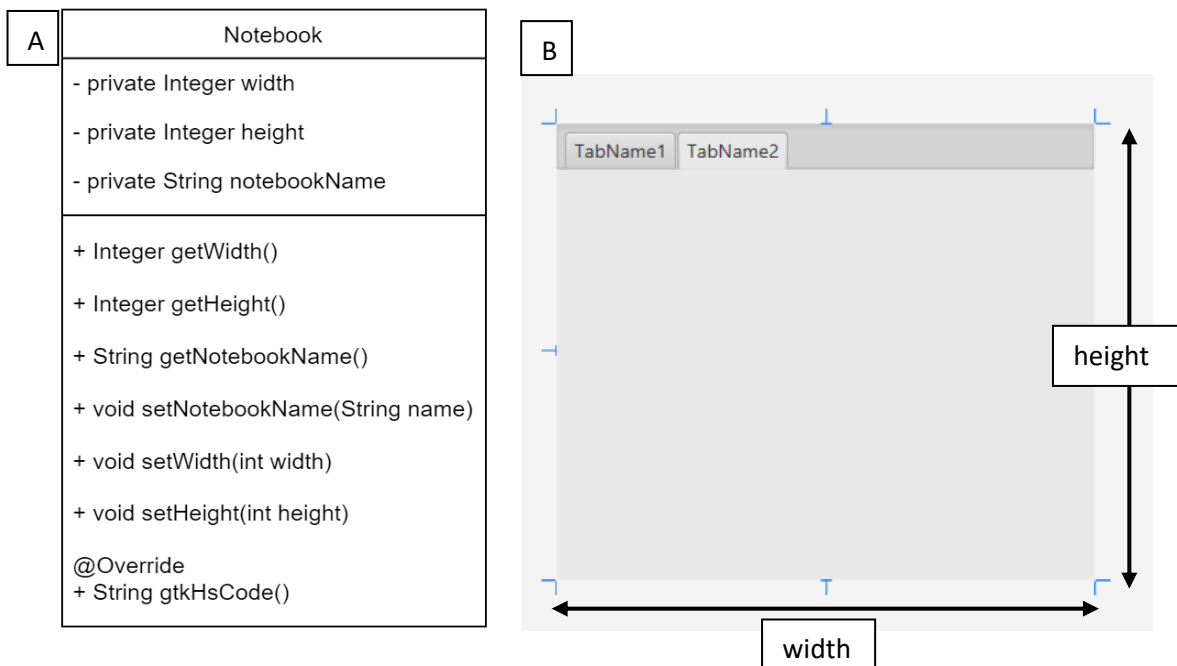 A
Notebook
- private Integer width
- private Integer height
- private String notebookName
+ Integer getWidth()
+ Integer getHeight()
+ String getNotebookName()
+ void setNotebookName(String name)
+ void setWidth(int width)
+ void setHeight(int height)
@Override
+ String gtkHsCode()
B
TabName1 TabName2
height
width